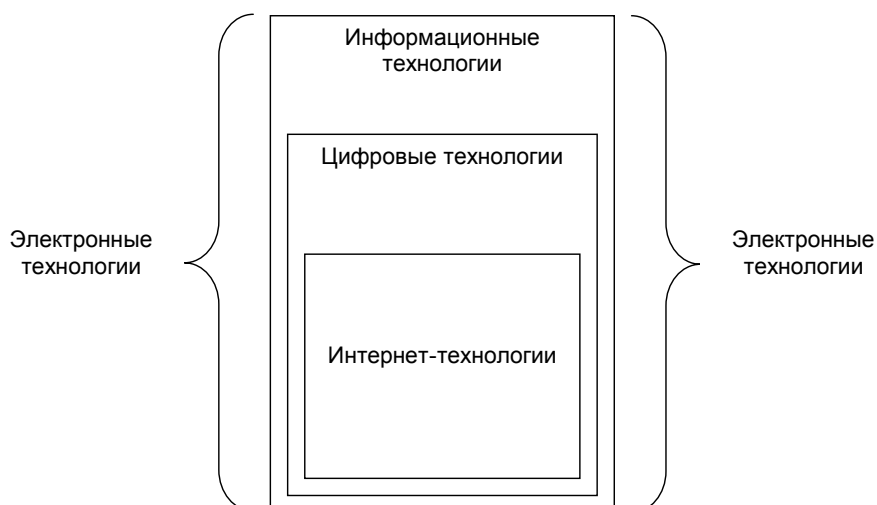 Информационные
технологии
Цифровые технологии
Электронные
технологии
Интернет-технологии
Электронные
технологии